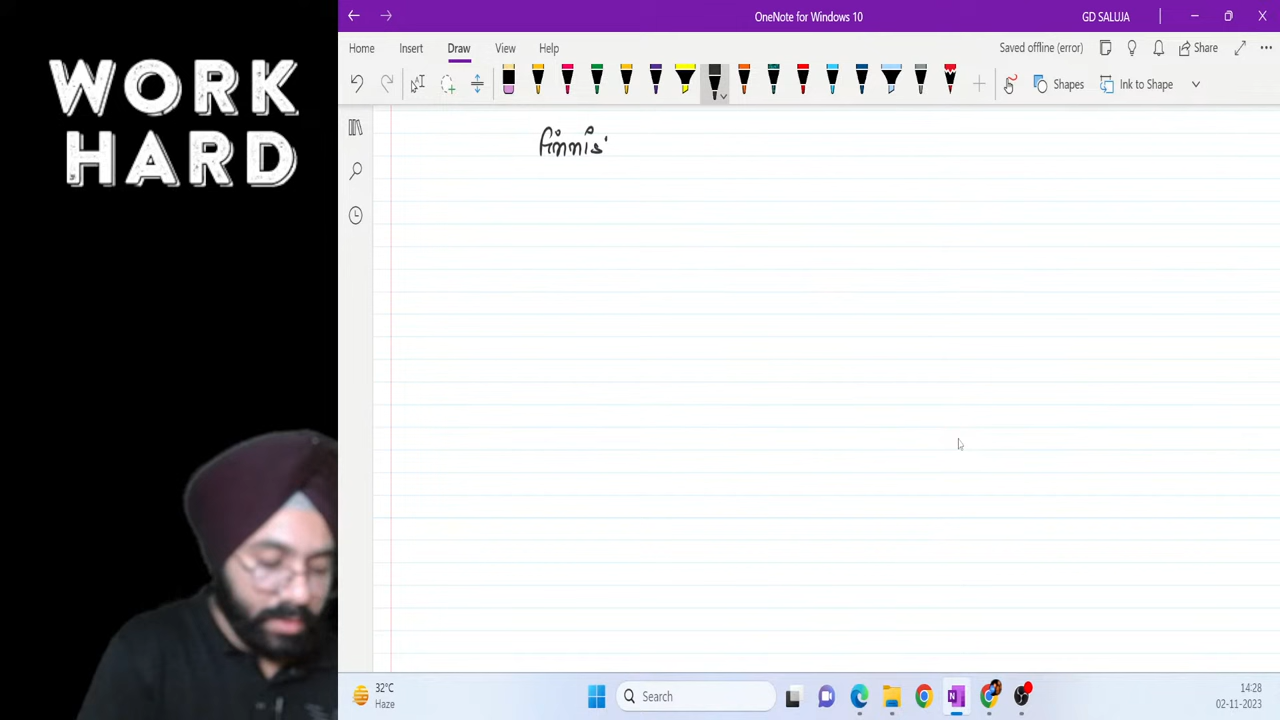 WORK
HARD
OneNote for Windows 10
GD SALUJA
Home Insert Draw View Help
Saved offline (error)
Share
Shapes
Ink to Shape
32°C
Haze
Search
14:28
02-11-2023